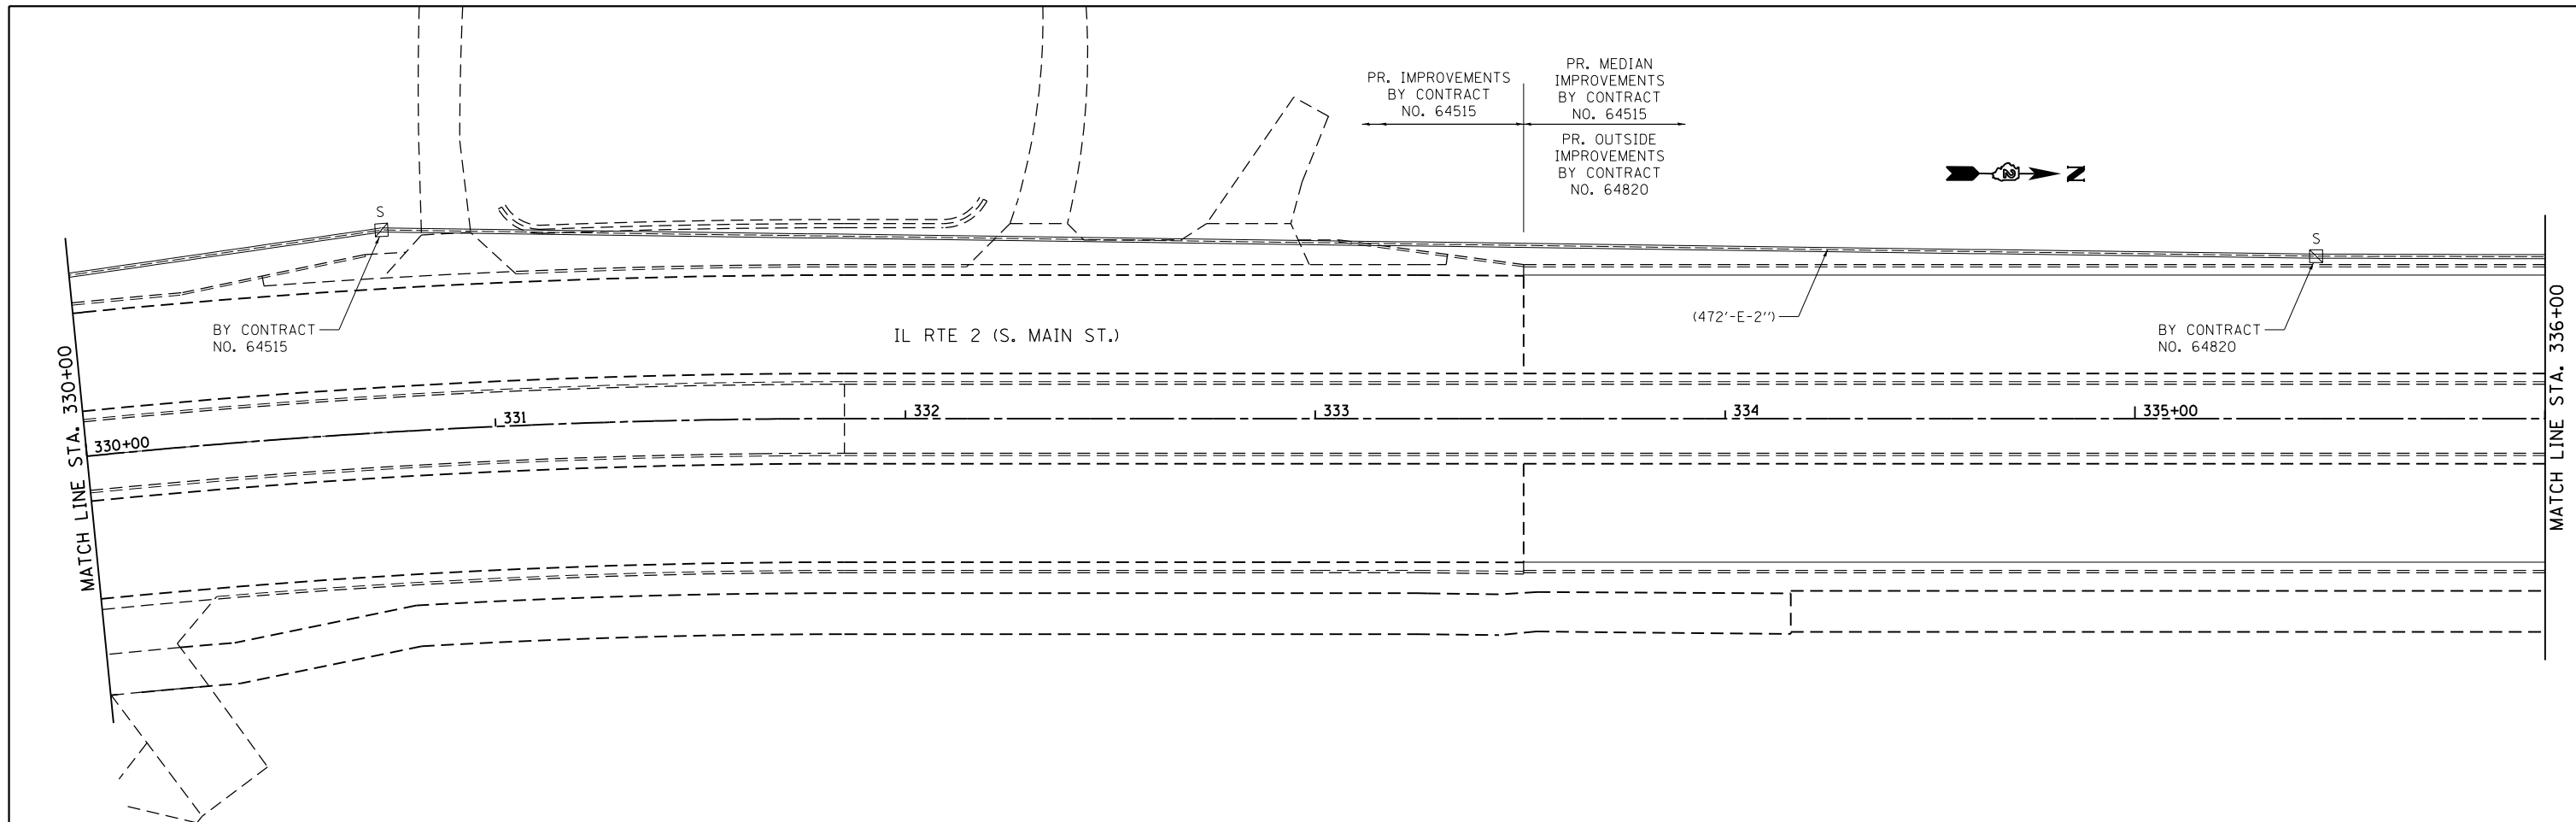 PR. IMPROVEMENTS
BY CONTRACT
NO. 64515
PR. MEDIAN
IMPROVEMENTS
BY CONTRACT
NO. 64515
PR. OUTSIDE
IMPROVEMENTS
BY CONTRACT
NO. 64820
2
N
S
S
BY CONTRACT
NO. 64515
IL RTE 2 (S. MAIN ST.)
(472'-E-2'')
BY CONTRACT
NO. 64820
MATCH LINE STA. 330+00
330+00
331
332
333
334
335+00
MATCH LINE STA. 336+00